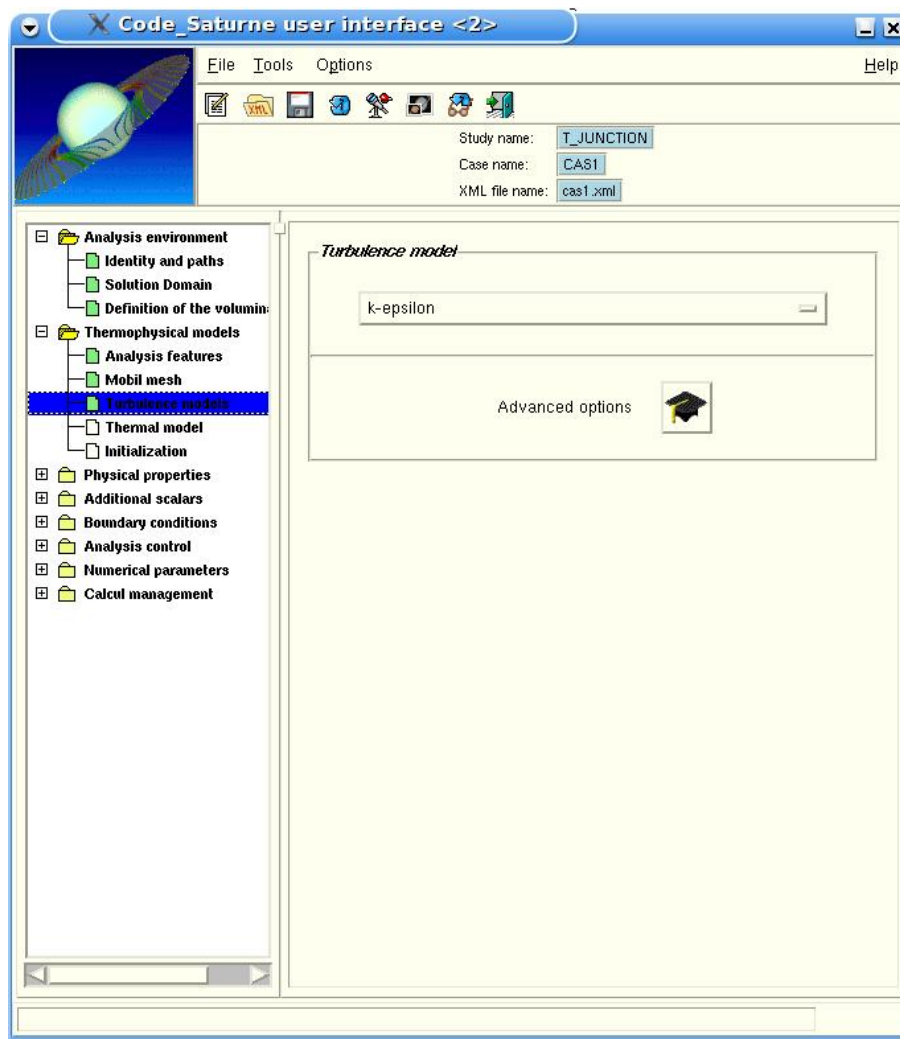 Code_Saturne user interface <2>
File Tools Options Help
XML
Study name: T_JUNCTION
Case name: CAS1
XML file name: cas1.xml
Analysis environment
Identity and paths
Solution Domain
Definition of the volumin
Thermophysical models
Analysis features
Mobil mesh
Turbulence models
Thermal model
Initialization
Physical properties
Additional scalars
Boundary conditions
Analysis control
Numerical parameters
Calcul management
Turbulence model
k-epsilon
Advanced options